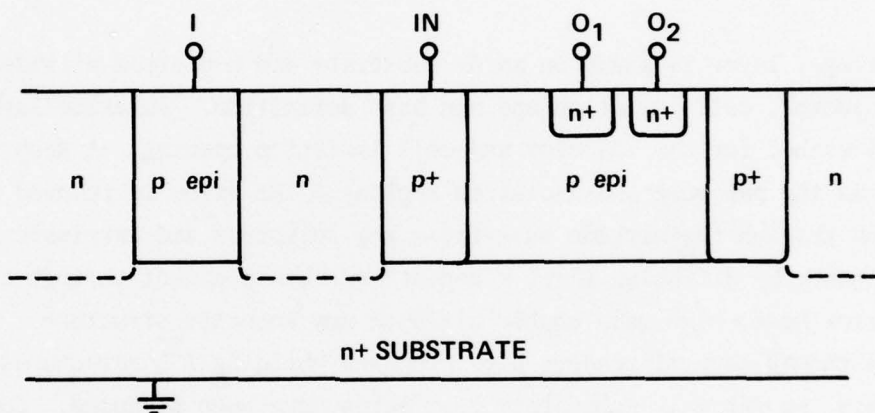 I IN O1 O2
n+ n+
n p epi n p+ p epi p+ n
n+ SUBSTRATE